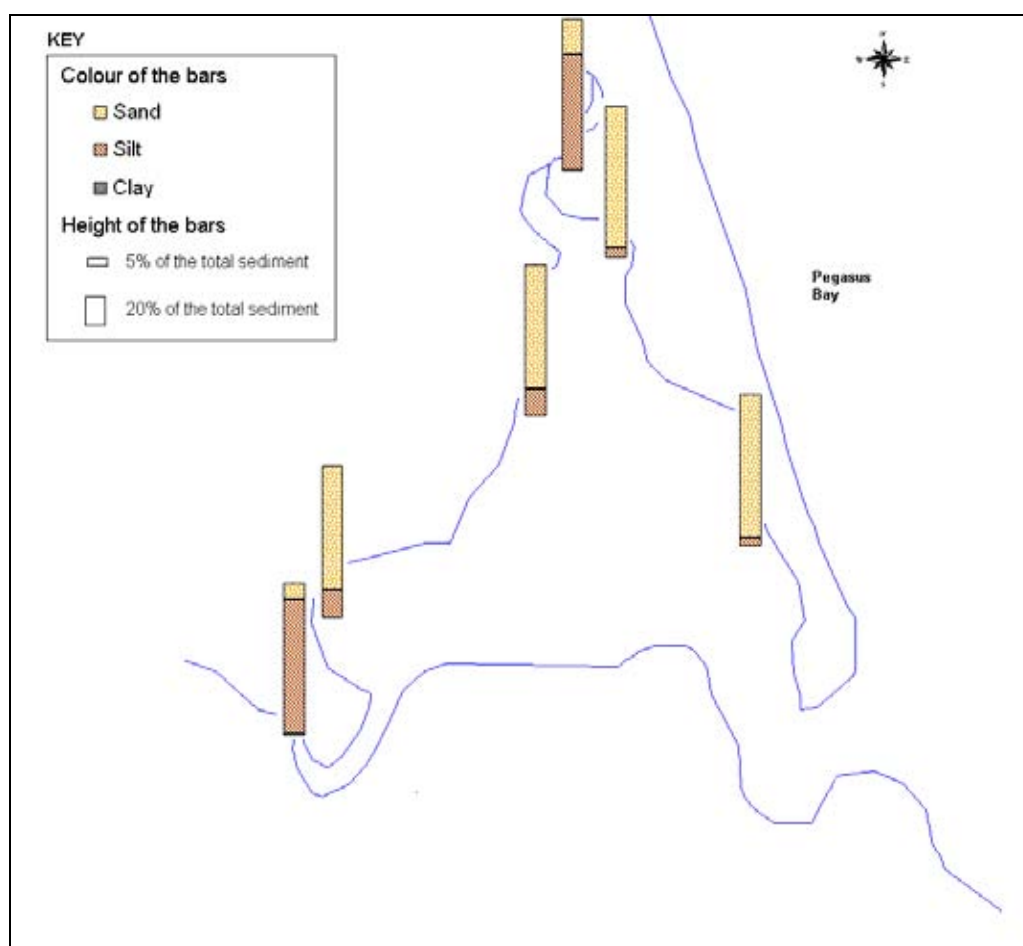 KEY
Colour of the bars
Sand
Silt
Clay
Height of the bars
5% of the total sediment
20% of the total sediment
N
W E
S
Pegasus
Bay